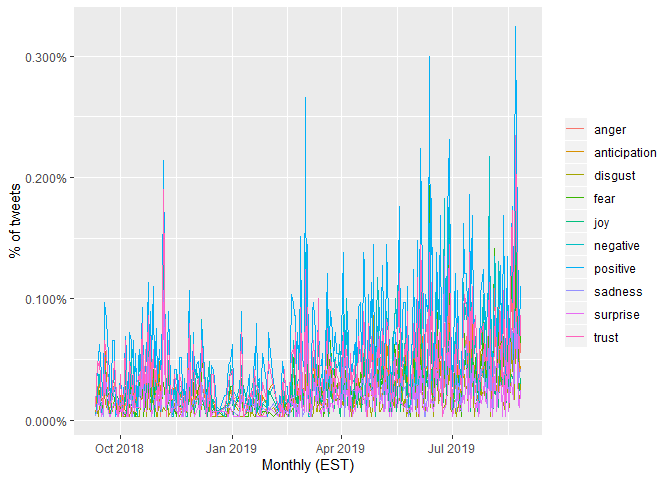 0.300%
0.200%
0.100%
0.000%
% of tweets
Oct 2018 Jan 2019 Apr 2019 Jul 2019
Monthly (EST)
anger
anticipation
disgust
fear
joy
negative
positive
sadness
surprise
trust